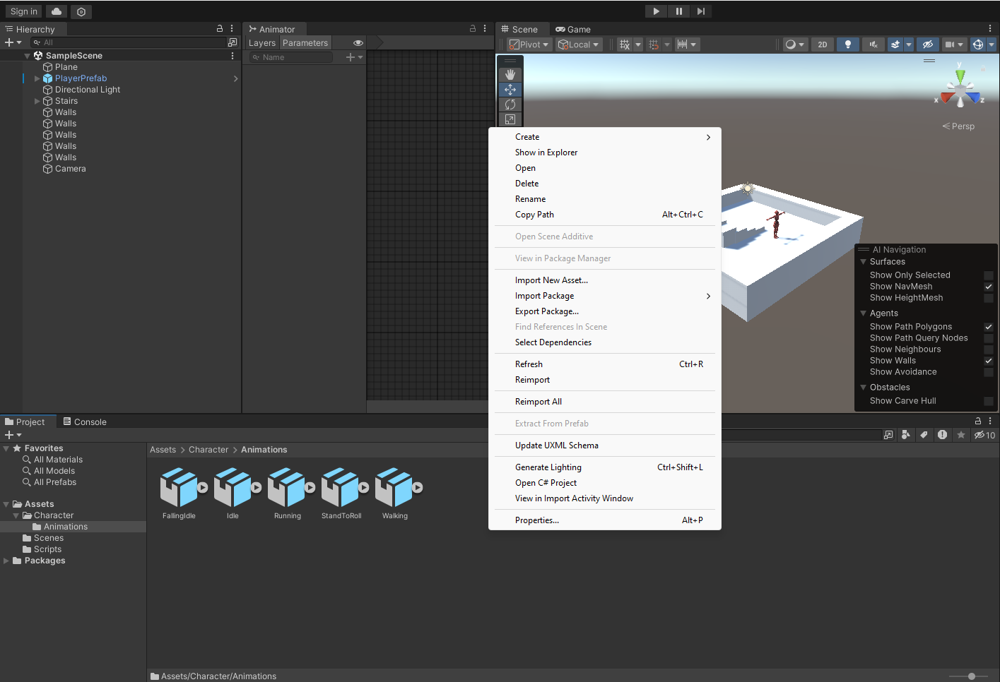 Sign in
Hierarchy
All
SampleScene
Plane
PlayerPrefab
Directional Light
Stairs
Walls
Walls
Walls
Walls
Walls
Camera
Animator
Layers Parameters
Name
Scene Game
Pivot Local 2D
y
x z
Persp
Create
Show in Explorer
Open
Delete
Rename
Copy Path Alt+Ctrl+C
Open Scene Additive
View in Package Manager
Import New Asset...
Import Package
Export Package...
Find References In Scene
Select Dependencies
Refresh Ctrl+R
Reimport
Reimport All
Extract From Prefab
Update UXML Schema
Generate Lighting Ctrl+Shift+L
Open C# Project
View in Import Activity Window
Properties... Alt+P
AI Navigation
Surfaces
Show Only Selected
Show NavMesh
Show HeightMesh
Agents
Show Path Polygons
Show Path Query Nodes
Show Neighbours
Show Walls
Show Avoidance
Obstacles
Show Carve Hull
Project Console
10
Favorites
All Materials
All Models
All Prefabs
Assets
Character
Animations
Scenes
Scripts
Packages
Assets > Character > Animations
FallingIdle Idle Running StandToRoll Walking
Assets/Character/Animations